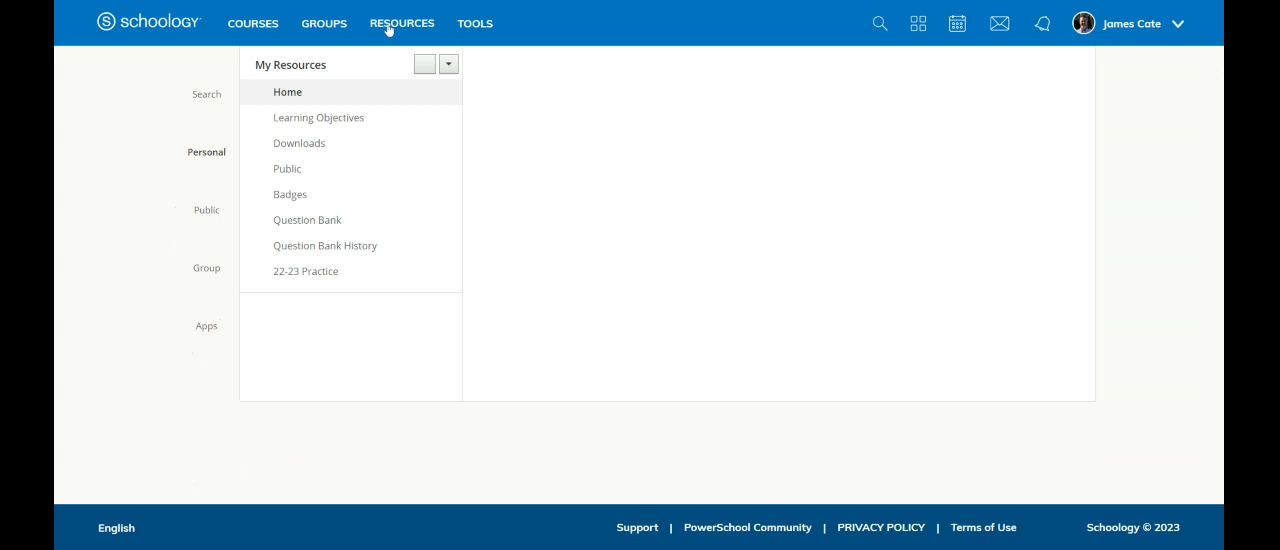 schoology COURSES GROUPS RESOURCES TOOLS James Cate
My Resources
Home
Learning Objectives
Downloads
Public
Badges
Question Bank
Question Bank History
22-23 Practice
Search
Personal
Public
Group
Apps
English Support | PowerSchool Community | PRIVACY POLICY | Terms of Use Schoology © 2023